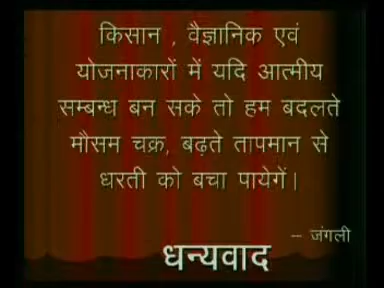 किसान , वैज्ञानिक एवं
योजनाकारों में यदि आत्मीय
सम्बन्ध बन सके तो हम बदलते
मौसम चक्र, बढ़ते तापमान से
धरती को बचा पायेगें।
– जंगली
धन्यवाद